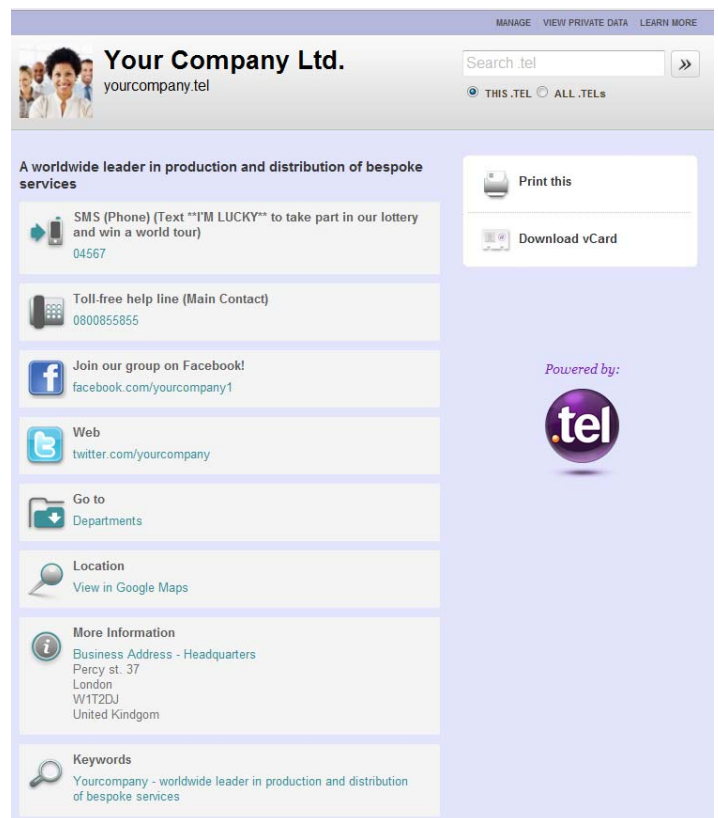 MANAGE VIEW PRIVATE DATA LEARN MORE
Your Company Ltd.
yourcompany.tel
Search .tel
»
THIS .TEL ALL .TELs
A worldwide leader in production and distribution of bespoke
services
SMS (Phone) (Text **I'M LUCKY** to take part in our lottery
and win a world tour)
04567
Toll-free help line (Main Contact)
0800855855
Join our group on Facebook!
facebook.com/yourcompany1
Web
twitter.com/yourcompany
Go to
Departments
Location
View in Google Maps
More Information
Business Address - Headquarters
Percy st. 37
London
W1T2DJ
United Kindgom
Keywords
Yourcompany - worldwide leader in production and distribution
of bespoke services
Print this
Download vCard
Powered by:
.tel